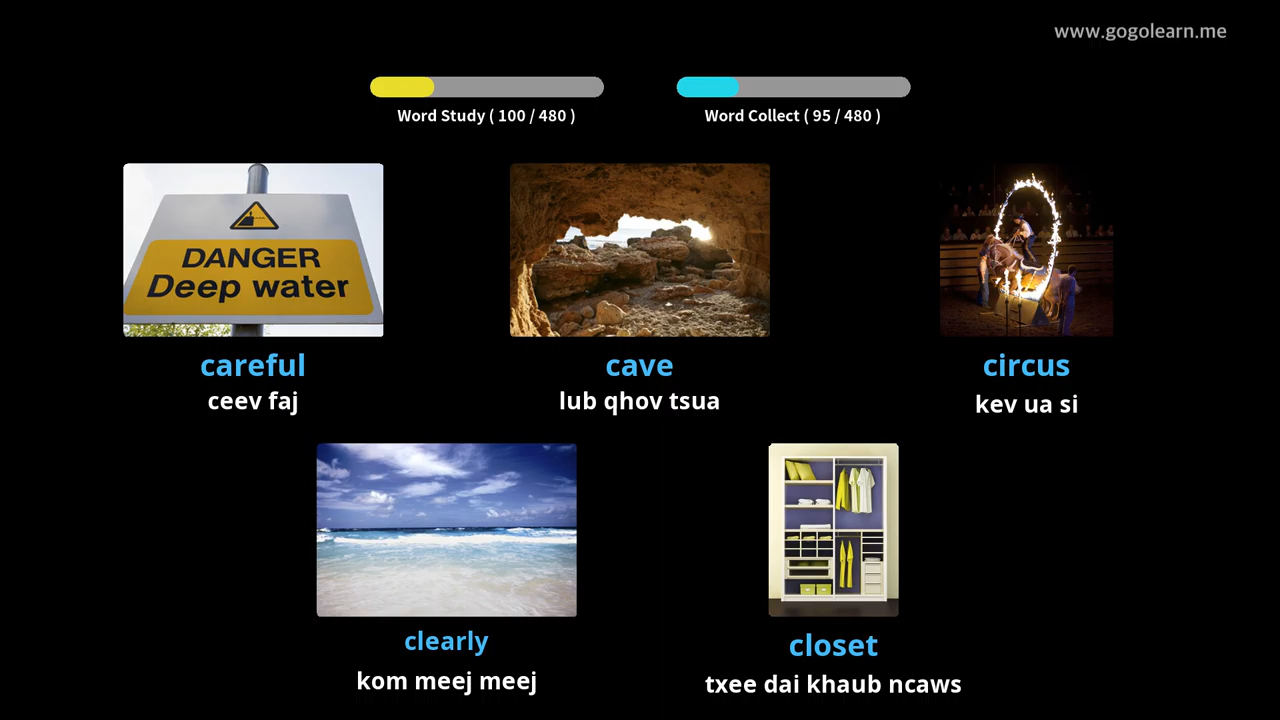 www.gogolearn.me
Word Study ( 100 / 480 )
Word Collect ( 95 / 480 )
DANGER
Deep water
careful
ceev faj
cave
lub qhov tsua
circus
kev ua si
clearly
kom meej meej
closet
txee dai khaub ncaws